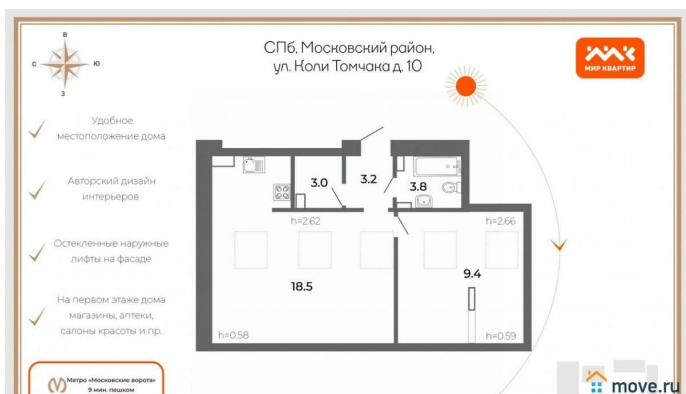 СПб, Московский район,
ул. Коли Томчака д. 10
МИР КВАРТИР
В
С
Ю
З
Удобное
местоположение дома
Авторский дизайн
интерьеров
Остекленные наружные
лифты на фасаде
На первом этаже дома
магазины, аптеки,
салоны красоты и пр.
Метро «Московские ворота»
9 мин. пешком
3.0
3.2
3.8
h=2.62
h=2.66
18.5
9.4
h=0.58
h=0.59
move.ru